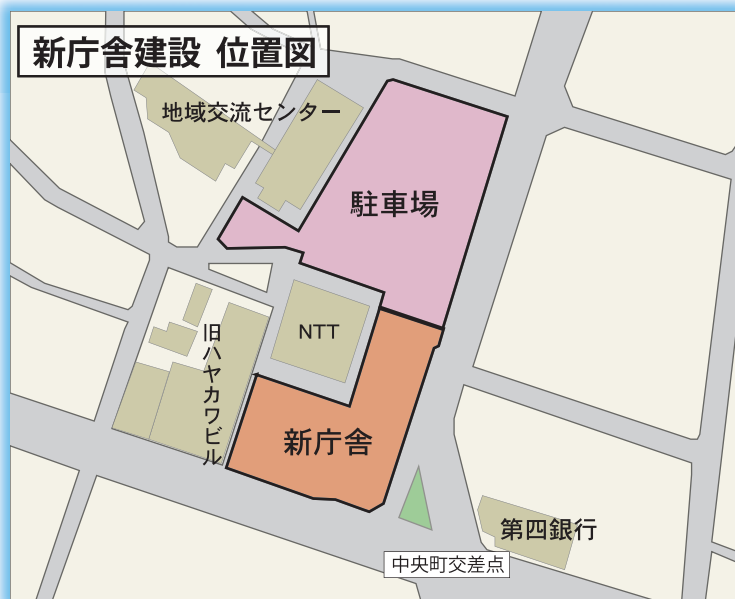 新庁舎建設 位置図
地域交流センター
駐車場
NTT
旧ハヤカワビル
新庁舎
第四銀行
中央町交差点